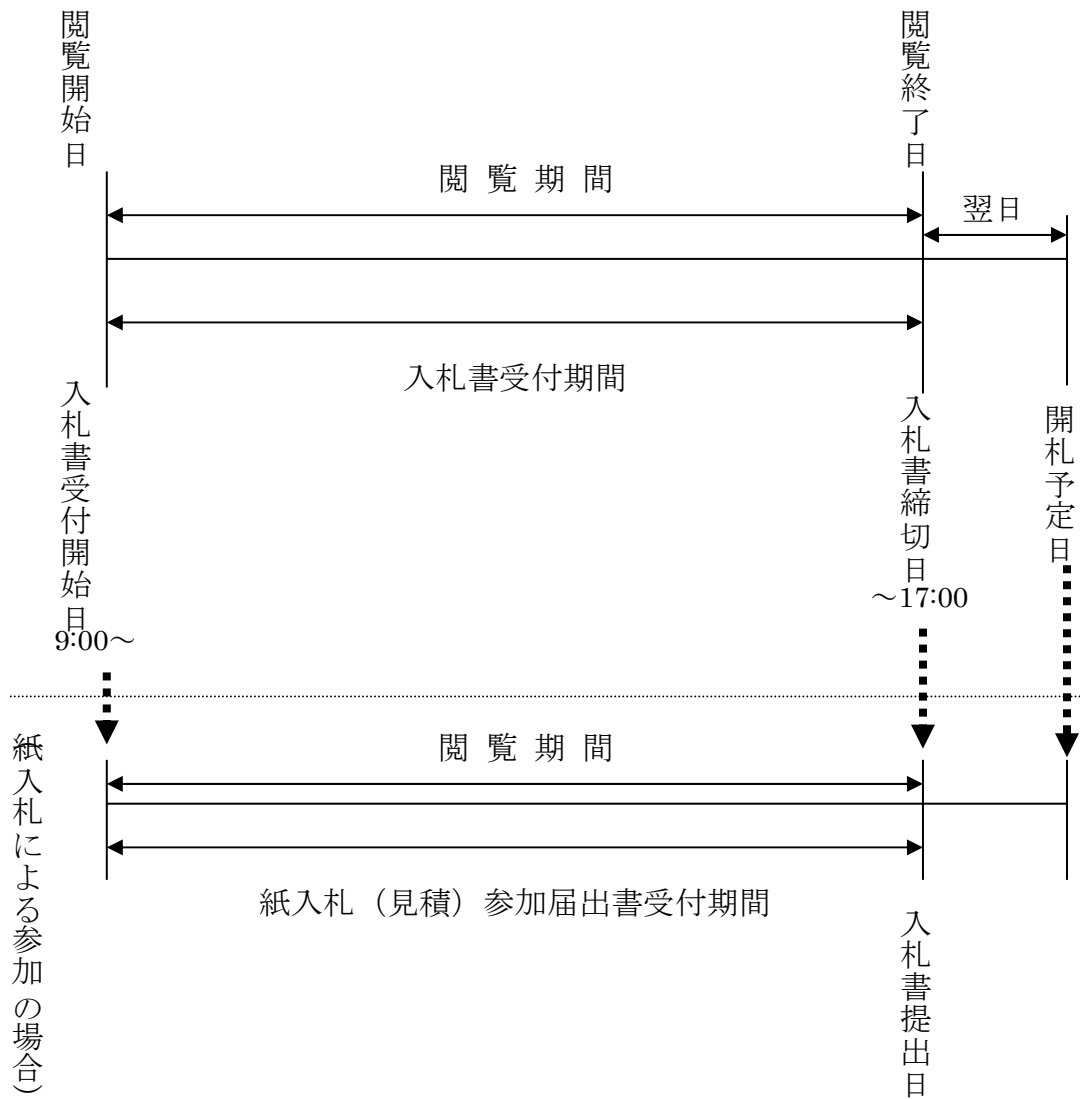 閲覧開始日
閲覧終了日
閲 覧 期 間
翌日
入札書受付期間
入札書受付開始日
9:00～
入札書締切日
～17:00
開札予定日
（紙入札による参加の場合）
閲 覧 期 間
紙入札（見積）参加届出書受付期間
入札書提出日